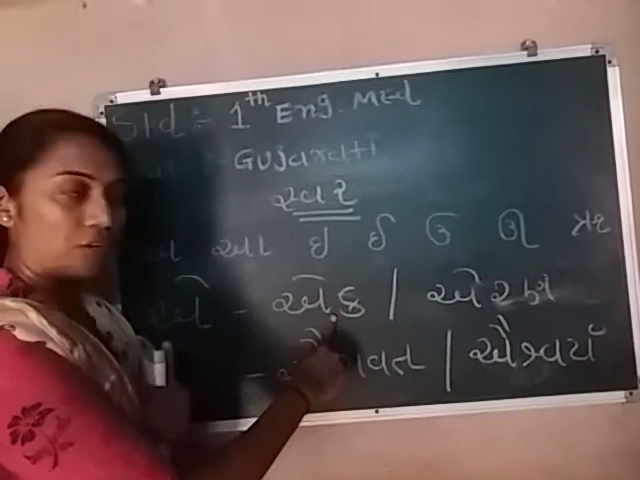 Std :- 1th Eng. Med
:- Gujarati
સ્વર
અ આ ઇ ઈ ઉ ઊ ઋ
એ - એક / એરણ
- વત / ઐશ્વર્યા